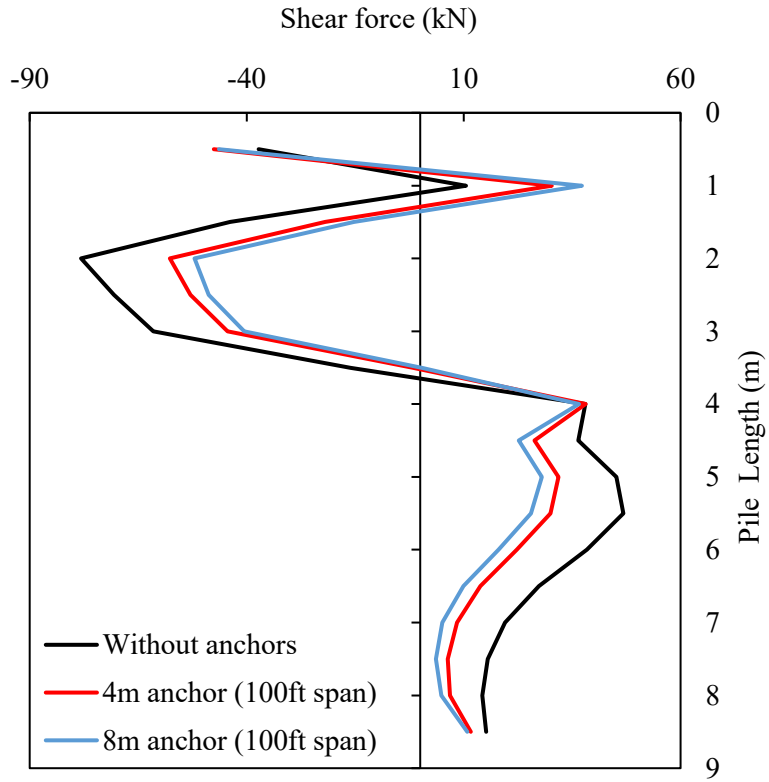 Shear force (kN)
-90 -40 10 60
0
1
2
3
4
5
6
7
8
9
Pile Length (m)
Without anchors
4m anchor (100ft span)
8m anchor (100ft span)